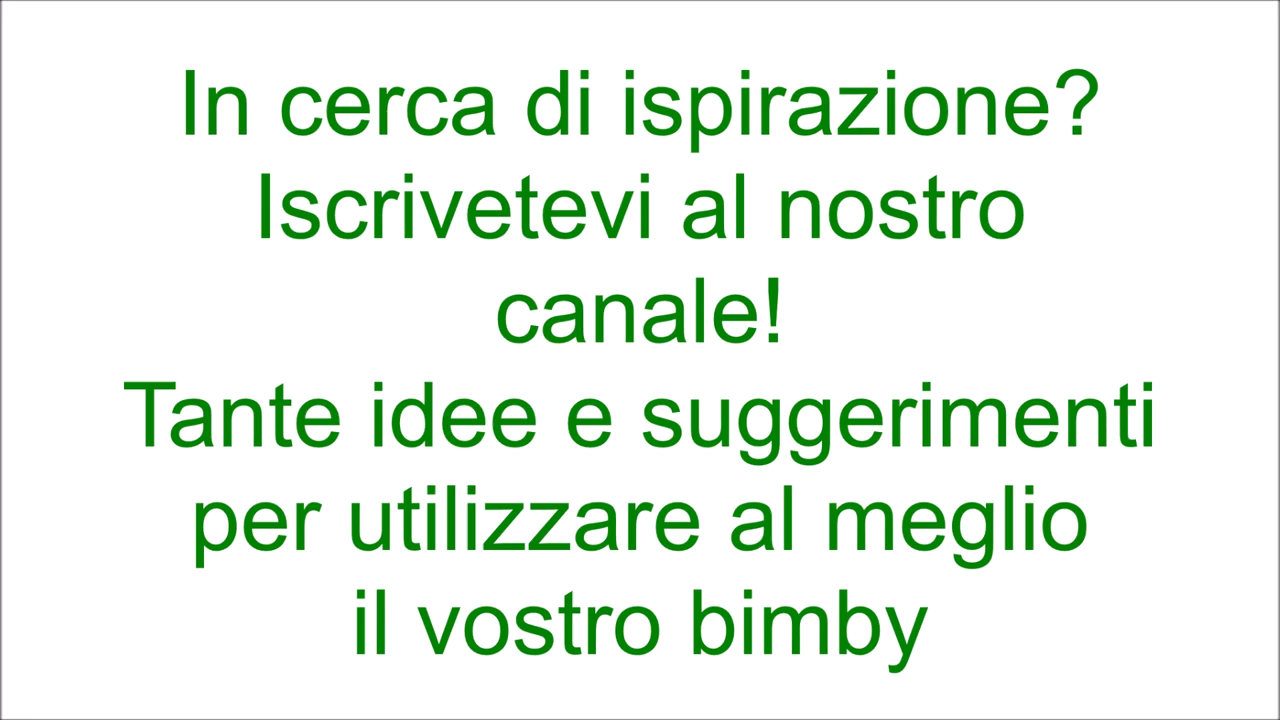 In cerca di ispirazione?
Iscrivetevi al nostro
canale!
Tante idee e suggerimenti
per utilizzare al meglio
il vostro bimby